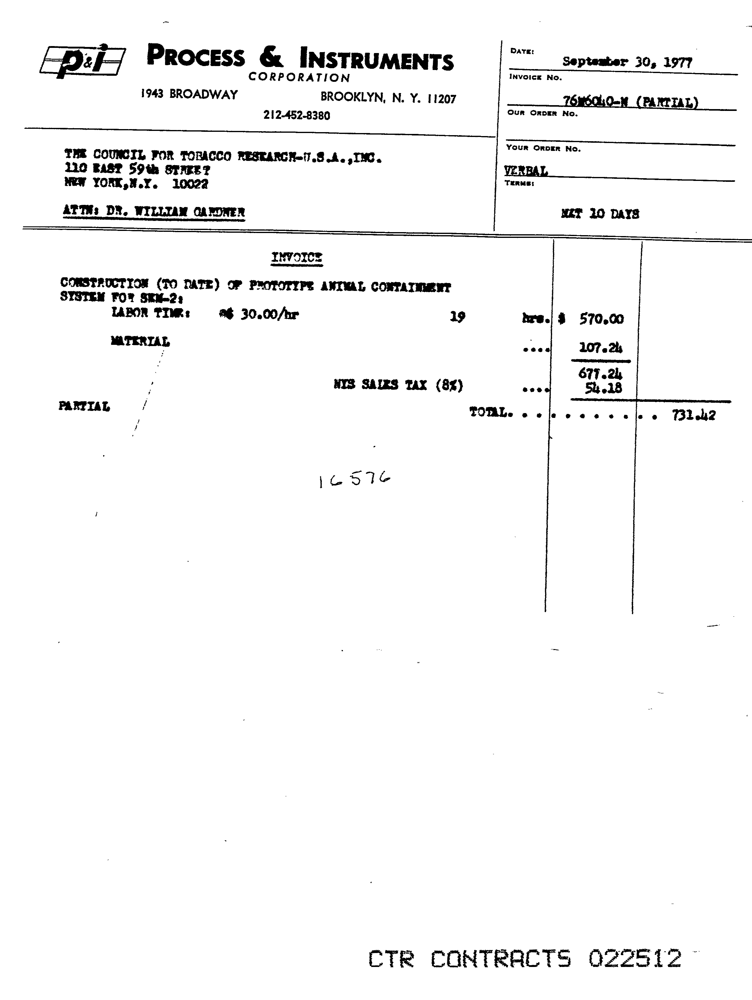 p&i PROCESS & INSTRUMENTS
CORPORATION
1943 BROADWAY BROOKLYN, N. Y. 11207
212-452-8380
DATE:
September 30, 1977
INVOICE NO.
76M6040-M (PARTIAL)
OUR ORDER NO.
YOUR ORDER NO.
VERBAL
TERMS:
NET 10 DAYS
THE COUNCIL FOR TOBACCO RESEARCH-U.S.A.,INC.
110 EAST 59th STREET
NEW YORK,N.Y. 10022
ATTN: DR. WILLIAM GARDNER
INVOICE
CONSTRUCTION (TO DATE) OF PROTOTYPE ANIMAL CONTAINMENT
SYSTEM FOR SEM-2:
LABOR TIME: @$ 30.00/hr 19 hrs. $ 570.00
MATERIAL .... 107.24
677.24
NYS SALES TAX (8%) .... 54.18
PARTIAL
TOTAL. . . . . . . . . . . 731.42
16576
CTR CONTRACTS 022512